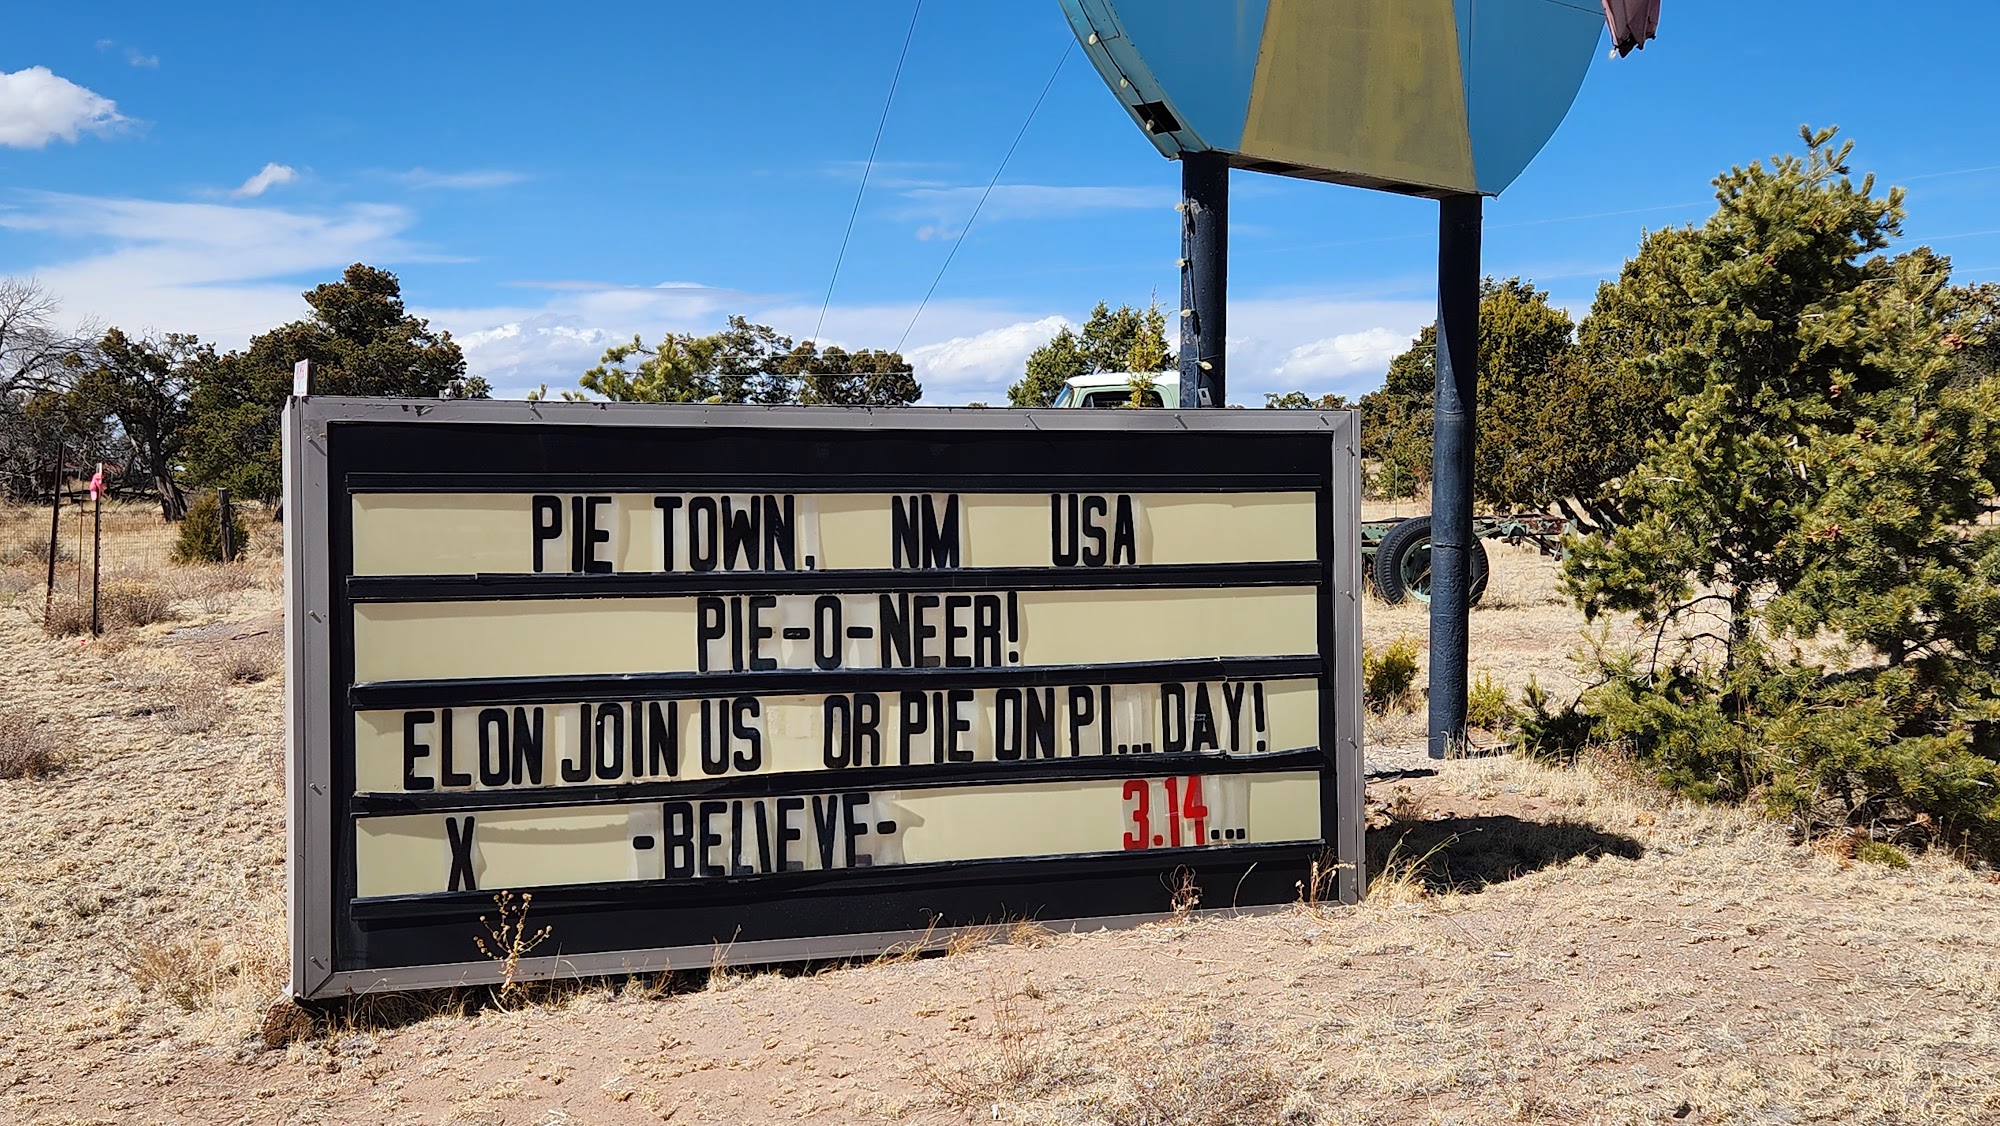 PIE TOWN, NM USA
PIE-O-NEER!
ELON JOIN US OR PIE ON PI...DAY!
X -BELIEVE- 3.14...